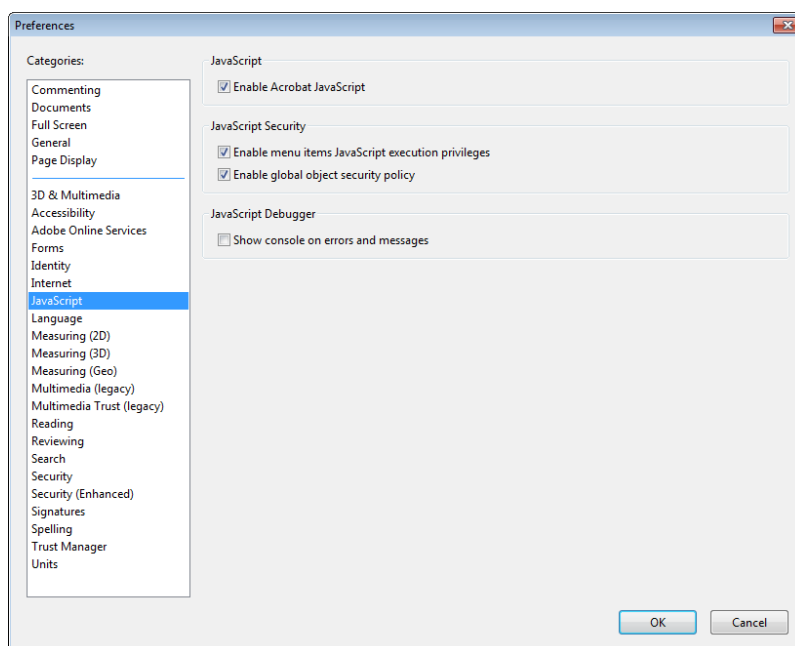 Preferences
Categories:
Commenting
Documents
Full Screen
General
Page Display
3D & Multimedia
Accessibility
Adobe Online Services
Forms
Identity
Internet
JavaScript
Language
Measuring (2D)
Measuring (3D)
Measuring (Geo)
Multimedia (legacy)
Multimedia Trust (legacy)
Reading
Reviewing
Search
Security
Security (Enhanced)
Signatures
Spelling
Trust Manager
Units
JavaScript
Enable Acrobat JavaScript
JavaScript Security
Enable menu items JavaScript execution privileges
Enable global object security policy
JavaScript Debugger
Show console on errors and messages
OK
Cancel